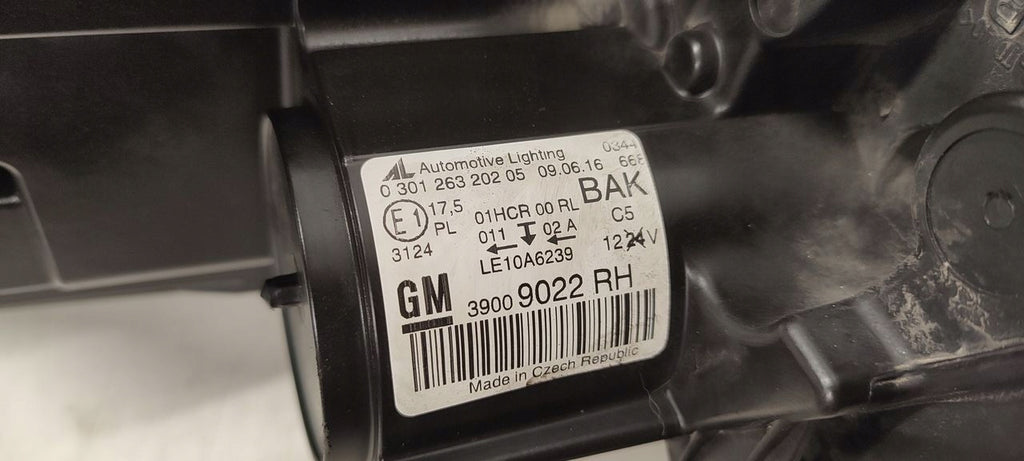 AL Automotive Lighting 0344
0 301 263 202 05 09.06.16 668
E1 17,5 01HCR 00 RL BAK
PL 011 02 A C5
3124 LE10A6239 12 V
GM 3900 9022 RH
Made in Czech Republic